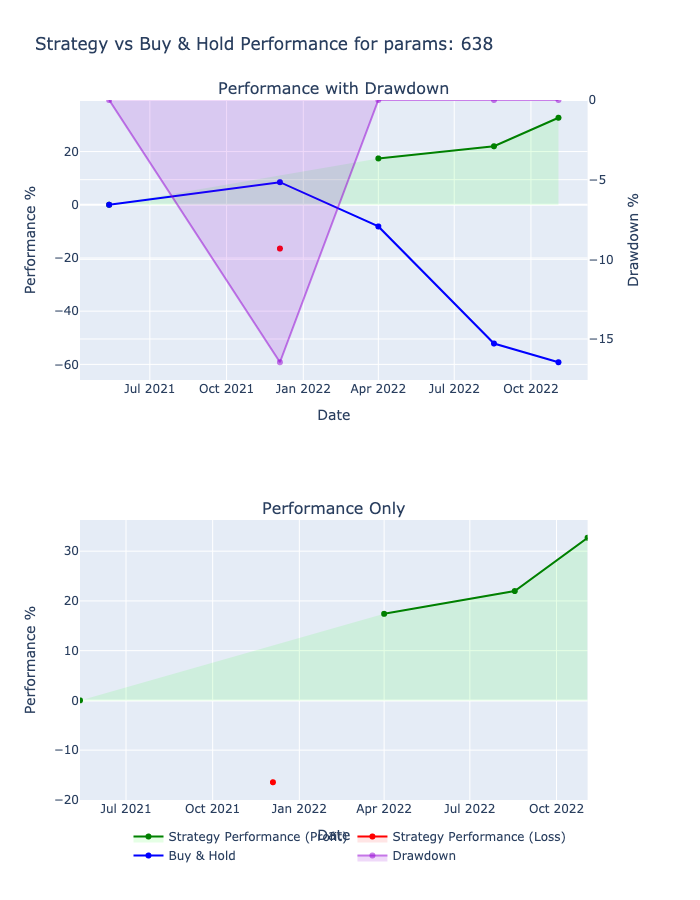 Strategy vs Buy & Hold Performance for params: 638
Performance with Drawdown
20
0
−20
−40
−60
Performance %
0
−5
−10
−15
Drawdown %
Jul 2021
Oct 2021
Jan 2022
Apr 2022
Jul 2022
Oct 2022
Date
Performance Only
30
20
10
0
−10
−20
Performance %
Jul 2021
Oct 2021
Jan 2022
Apr 2022
Jul 2022
Oct 2022
Date
Strategy Performance (Profit)
Strategy Performance (Loss)
Buy & Hold
Drawdown